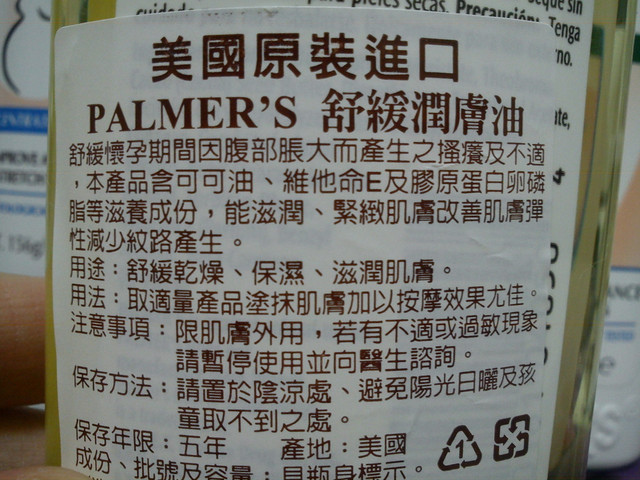 para pieles secas. Precaución: Tenga
美國原裝進口
PALMER'S 舒緩潤膚油
舒緩懷孕期間因腹部脹大而產生之搔癢及不適
，本產品含可可油、維他命E及膠原蛋白卵磷
脂等滋養成份，能滋潤、緊緻肌膚改善肌膚彈
性減少紋路產生。
用途：舒緩乾燥、保濕、滋潤肌膚。
用法：取適量產品塗抹肌膚加以按摩效果尤佳。
注意事項：限肌膚外用，若有不適或過敏現象
請暫停使用並向醫生諮詢。
保存方法：請置於陰涼處、避免陽光日曬及孩
童取不到之處。
保存年限：五年 產地：美國
成份、批號及容量：見瓶身標示。
1